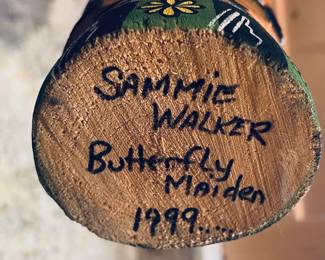 SAMMIE
WALKER
Butterfly
Maiden
1999.....